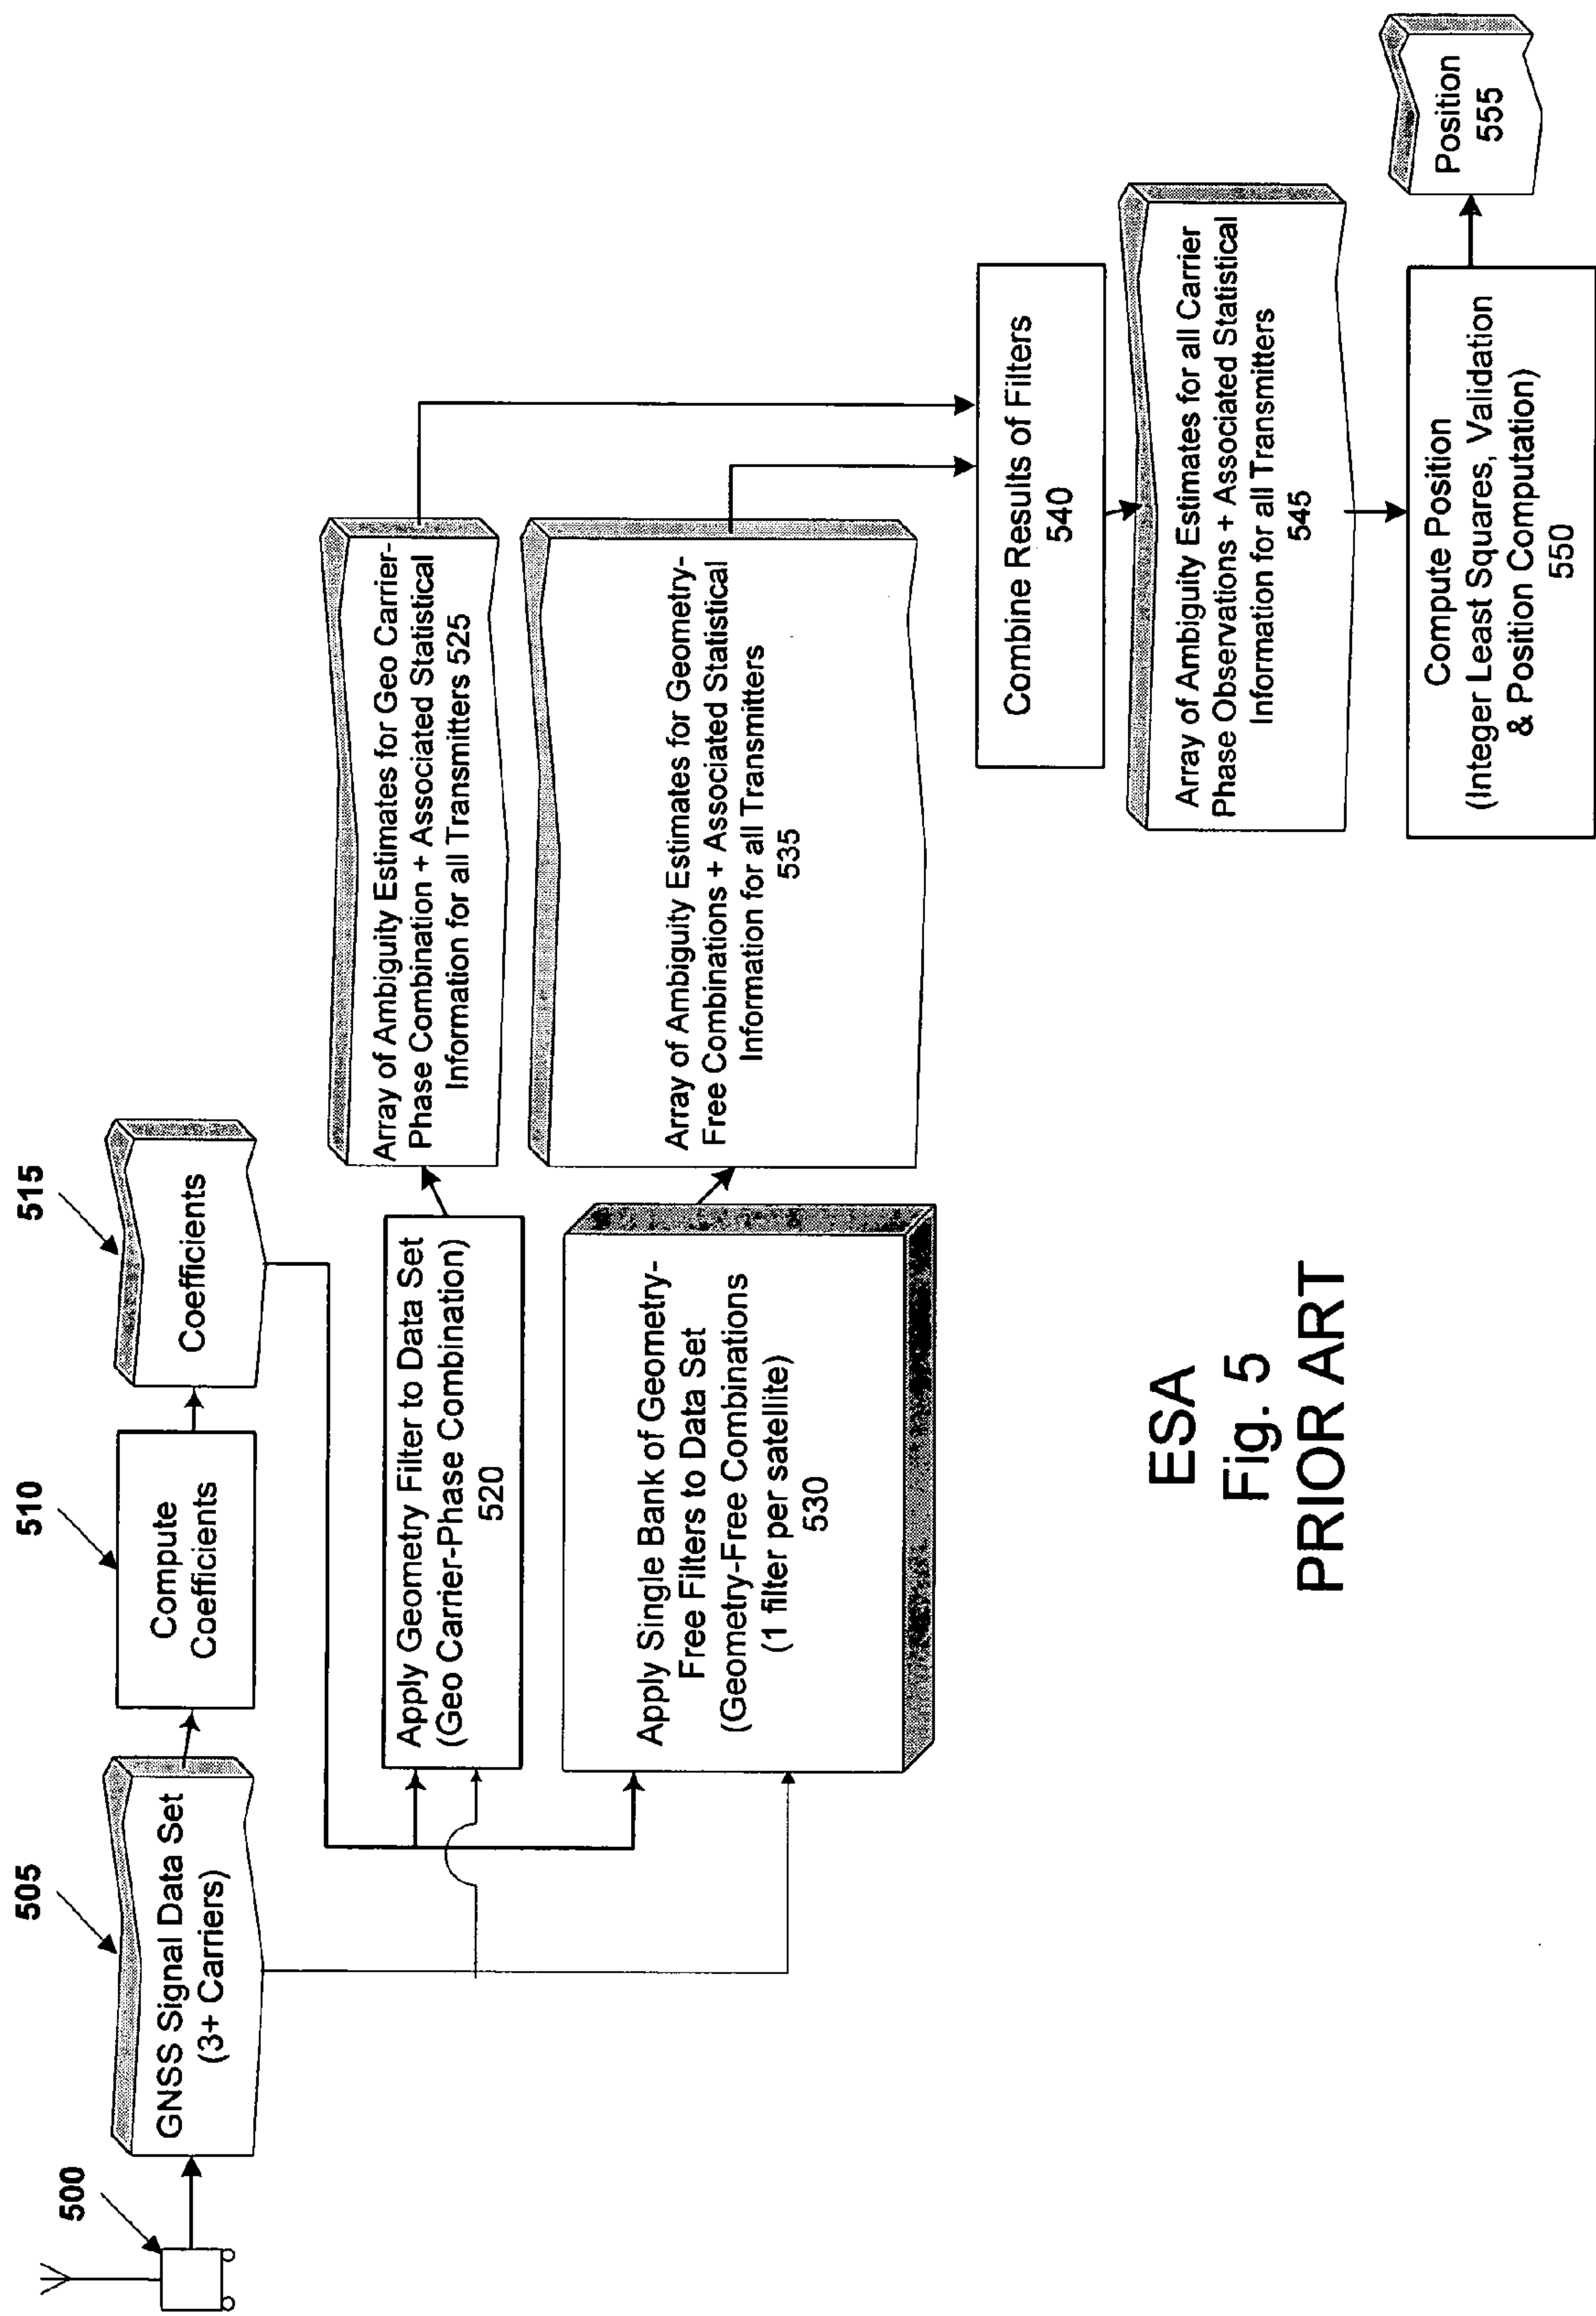 500
505
GNSS Signal Data Set
(3+ Carriers)
510
Compute
Coefficients
515
Coefficients
Apply Geometry Filter to Data Set
(Geo Carrier-Phase Combination)
520
Array of Ambiguity Estimates for Geo Carrier-
Phase Combination + Associated Statistical
Information for all Transmitters 525
Apply Single Bank of Geometry-
Free Filters to Data Set
(Geometry-Free Combinations
(1 filter per satellite)
530
Array of Ambiguity Estimates for Geometry-
Free Combinations + Associated Statistical
Information for all Transmitters
535
Combine Results of Filters
540
Array of Ambiguity Estimates for all Carrier
Phase Observations + Associated Statistical
Information for all Transmitters
545
Compute Position
(Integer Least Squares, Validation
& Position Computation)
550
Position
555
ESA
Fig. 5
PRIOR ART